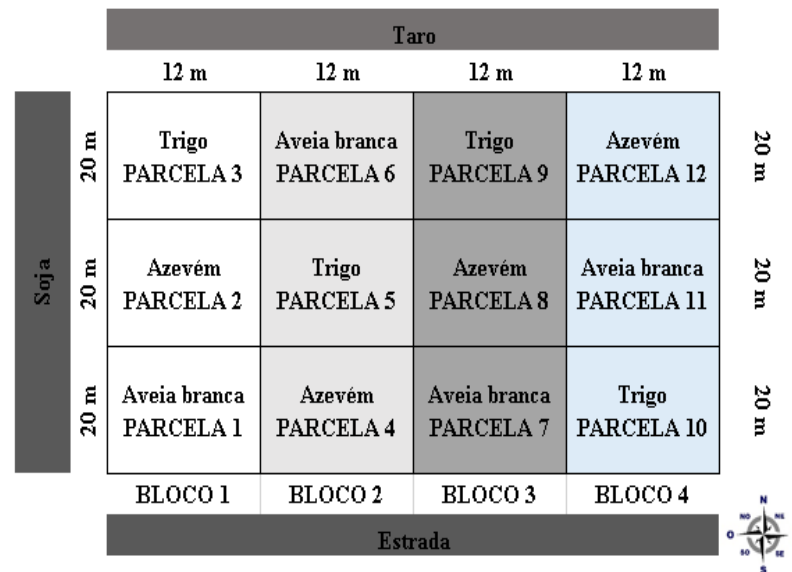 Taro
12 m 12 m 12 m 12 m
Soja
20 m
Trigo
PARCELA 3
Aveia branca
PARCELA 6
Trigo
PARCELA 9
Azevém
PARCELA 12
20 m
20 m
Azevém
PARCELA 2
Trigo
PARCELA 5
Azevém
PARCELA 8
Aveia branca
PARCELA 11
20 m
20 m
Aveia branca
PARCELA 1
Azevém
PARCELA 4
Aveia branca
PARCELA 7
Trigo
PARCELA 10
20 m
BLOCO 1 BLOCO 2 BLOCO 3 BLOCO 4
Estrada
N
NO NE
O E
SO SE
S